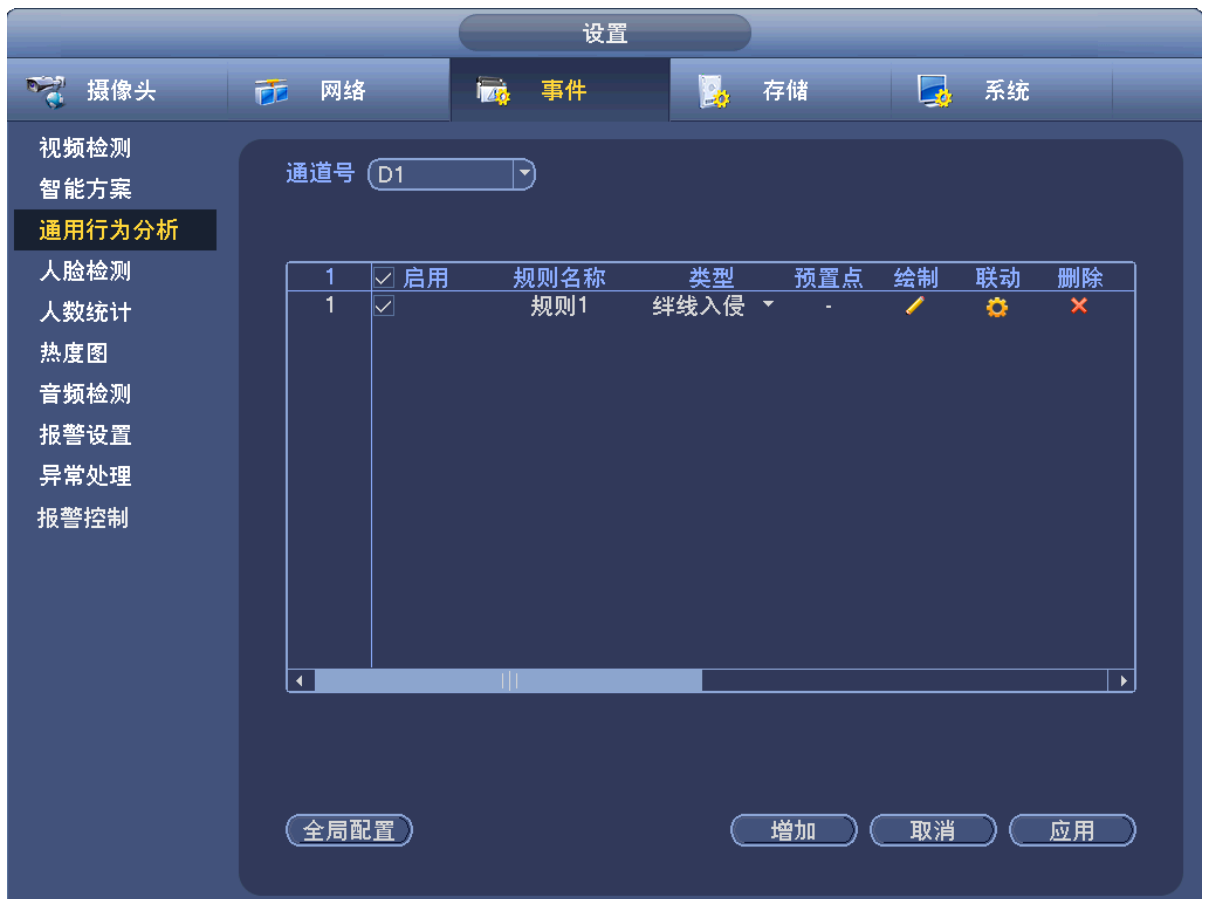 设置
摄像头 网络 事件 存储 系统
视频检测
智能方案
通用行为分析
人脸检测
人数统计
热度图
音频检测
报警设置
异常处理
报警控制
通道号 D1
1 启用 规则名称 类型 预置点 绘制 联动 删除
1 规则1 绊线入侵 -
全局配置 增加 取消 应用